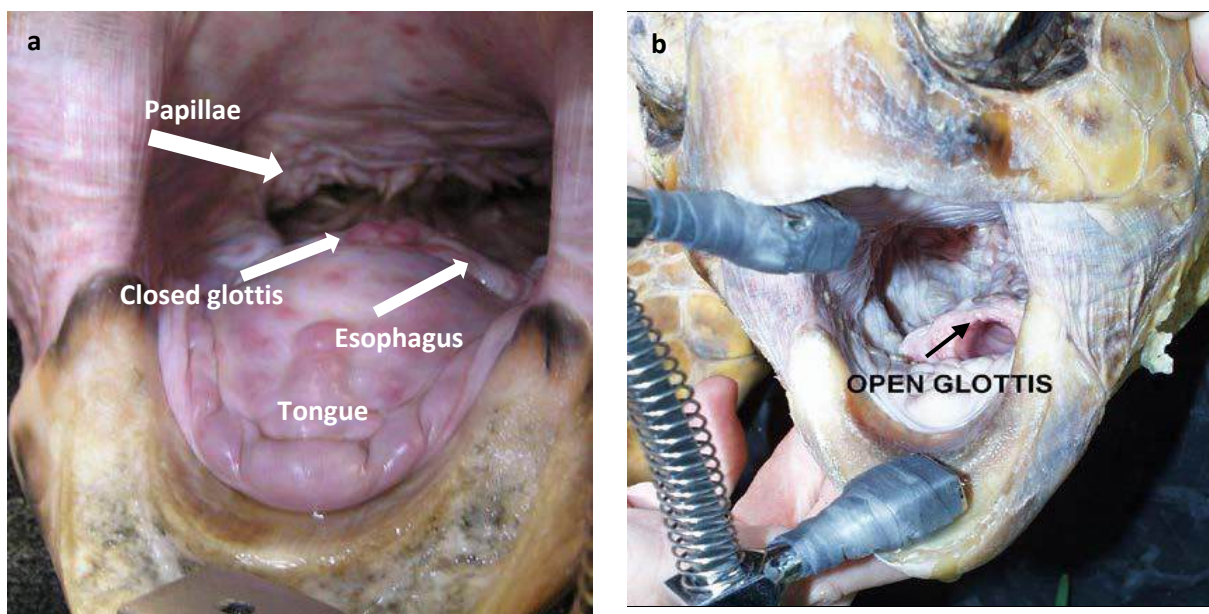 a
Papillae
Closed glottis
Esophagus
Tongue
b
OPEN GLOTTIS